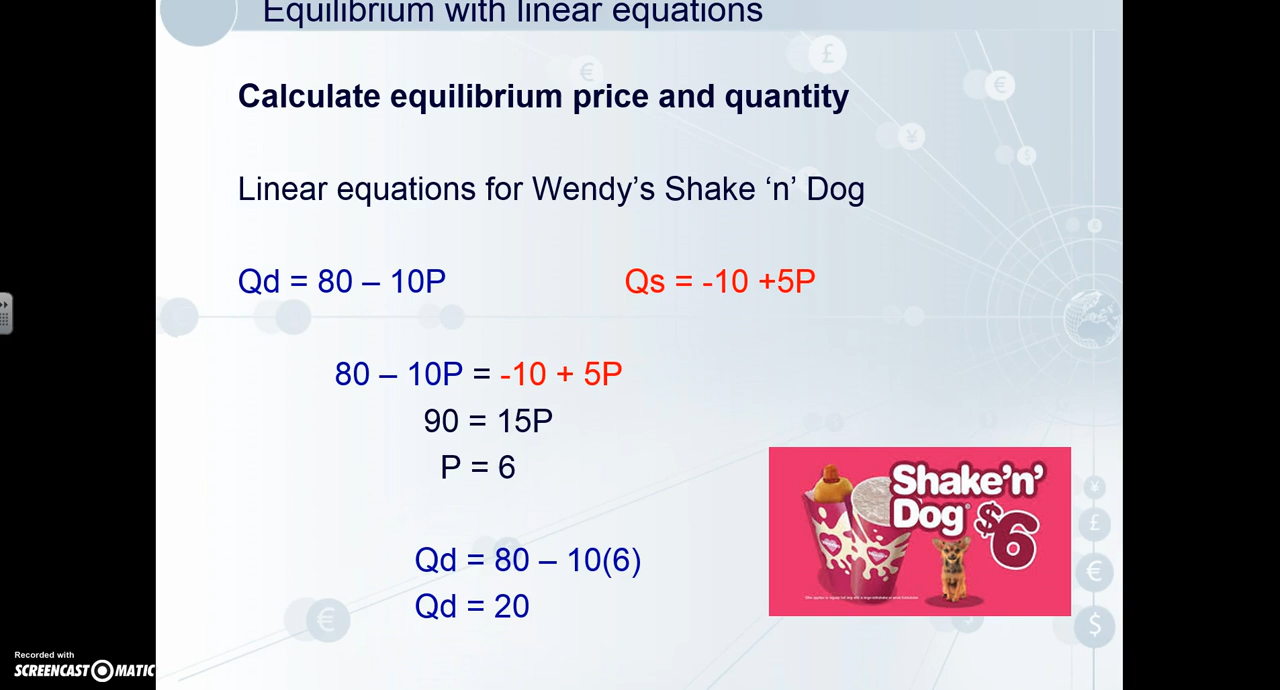 Equilibrium with linear equations
Calculate equilibrium price and quantity
Linear equations for Wendy’s Shake ‘n’ Dog
Qd = 80 – 10P
Qs = -10 +5P
80 – 10P = -10 + 5P
90 = 15P
P = 6
Shake’n’
Dog $6
Qd = 80 – 10(6)
Qd = 20
Recorded with
SCREENCAST MATIC